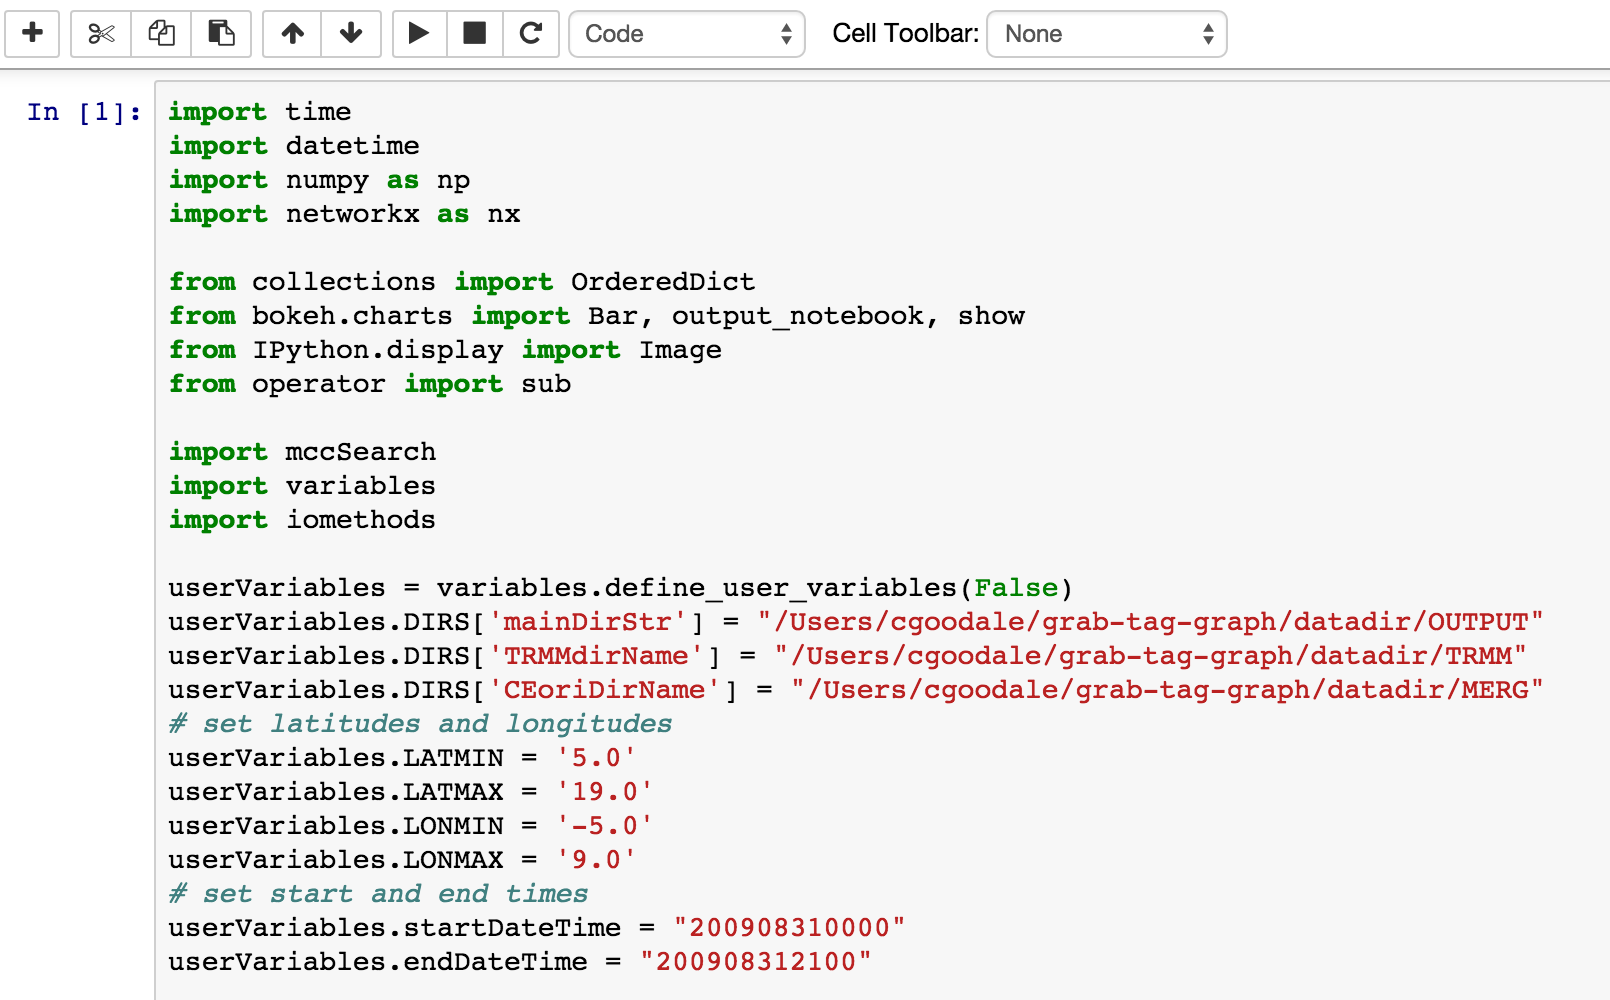 Code Cell Toolbar: None
In [1]: import time
import datetime
import numpy as np
import networkx as nx
from collections import OrderedDict
from bokeh.charts import Bar, output_notebook, show
from IPython.display import Image
from operator import sub
import mccSearch
import variables
import iomethods
userVariables = variables.define_user_variables(False)
userVariables.DIRS['mainDirStr'] = "/Users/cgoodale/grab-tag-graph/datadir/OUTPUT"
userVariables.DIRS['TRMMdirName'] = "/Users/cgoodale/grab-tag-graph/datadir/TRMM"
userVariables.DIRS['CEoriDirName'] = "/Users/cgoodale/grab-tag-graph/datadir/MERG"
# set latitudes and longitudes
userVariables.LATMIN = '5.0'
userVariables.LATMAX = '19.0'
userVariables.LONMIN = '-5.0'
userVariables.LONMAX = '9.0'
# set start and end times
userVariables.startDateTime = "200908310000"
userVariables.endDateTime = "200908312100"